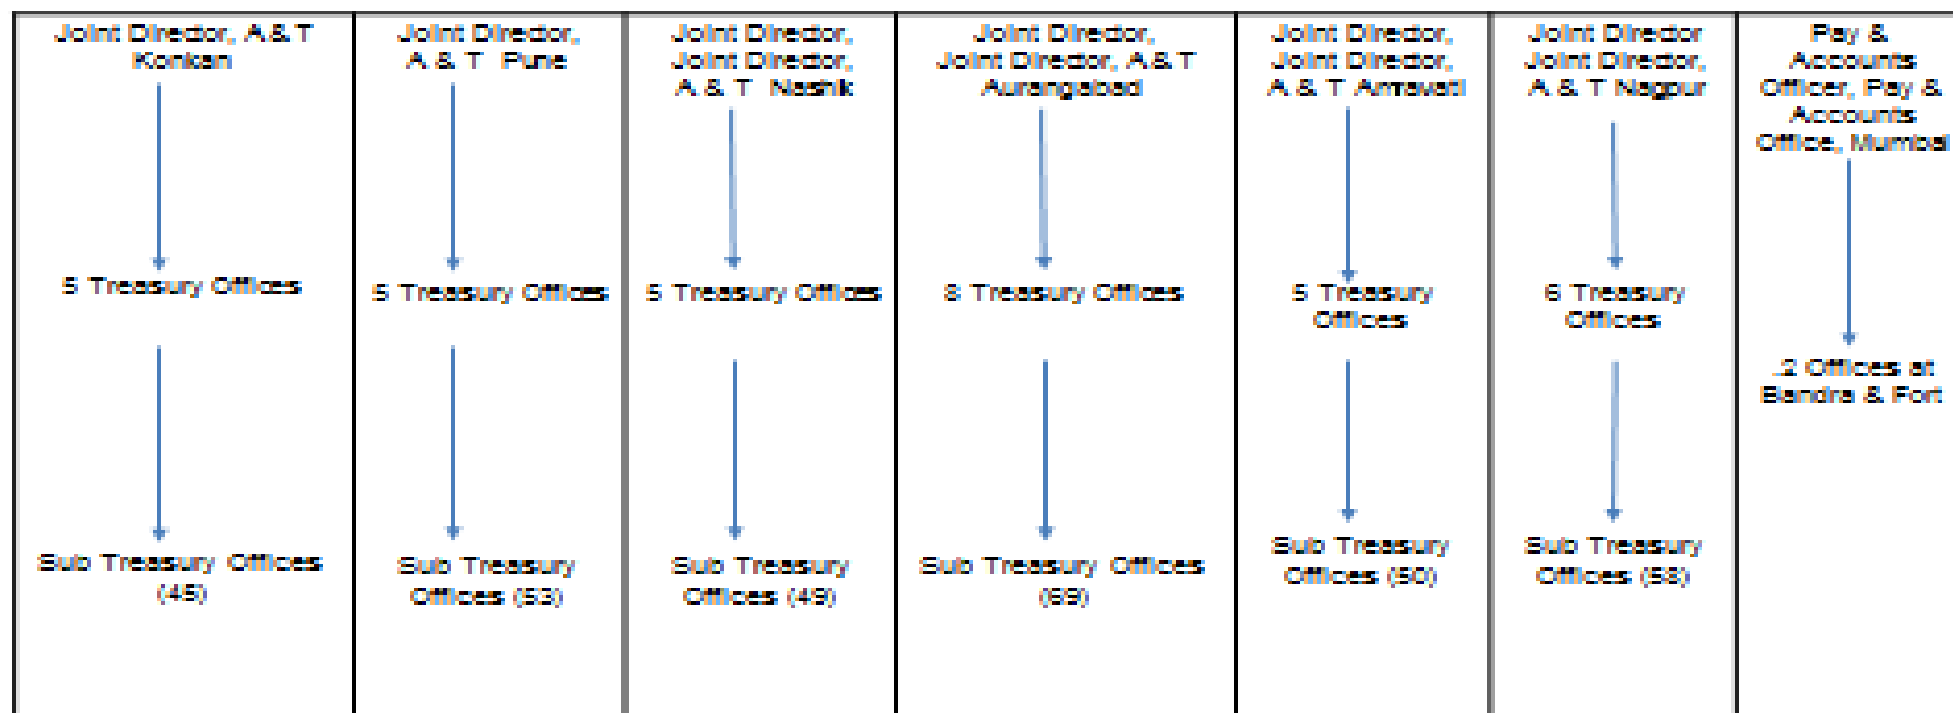 Joint Director, A & T
Konkan
5 Treasury Offices
Sub Treasury Offices
(45)
Joint Director,
A & T Pune
5 Treasury Offices
Sub Treasury
Offices (53)
Joint Director,
Joint Director,
A & T Nashik
5 Treasury Offices
Sub Treasury
Offices (49)
Joint Director,
Joint Director, A & T
Aurangabad
8 Treasury Offices
Sub Treasury Offices
(69)
Joint Director,
Joint Director,
A & T Amravati
5 Treasury
Offices
Sub Treasury
Offices (50)
Joint Director
Joint Director,
A & T Nagpur
6 Treasury
Offices
Sub Treasury
Offices (58)
Pay &
Accounts
Officer, Pay &
Accounts
Office, Mumbai
.2 Offices at
Bandra & Fort